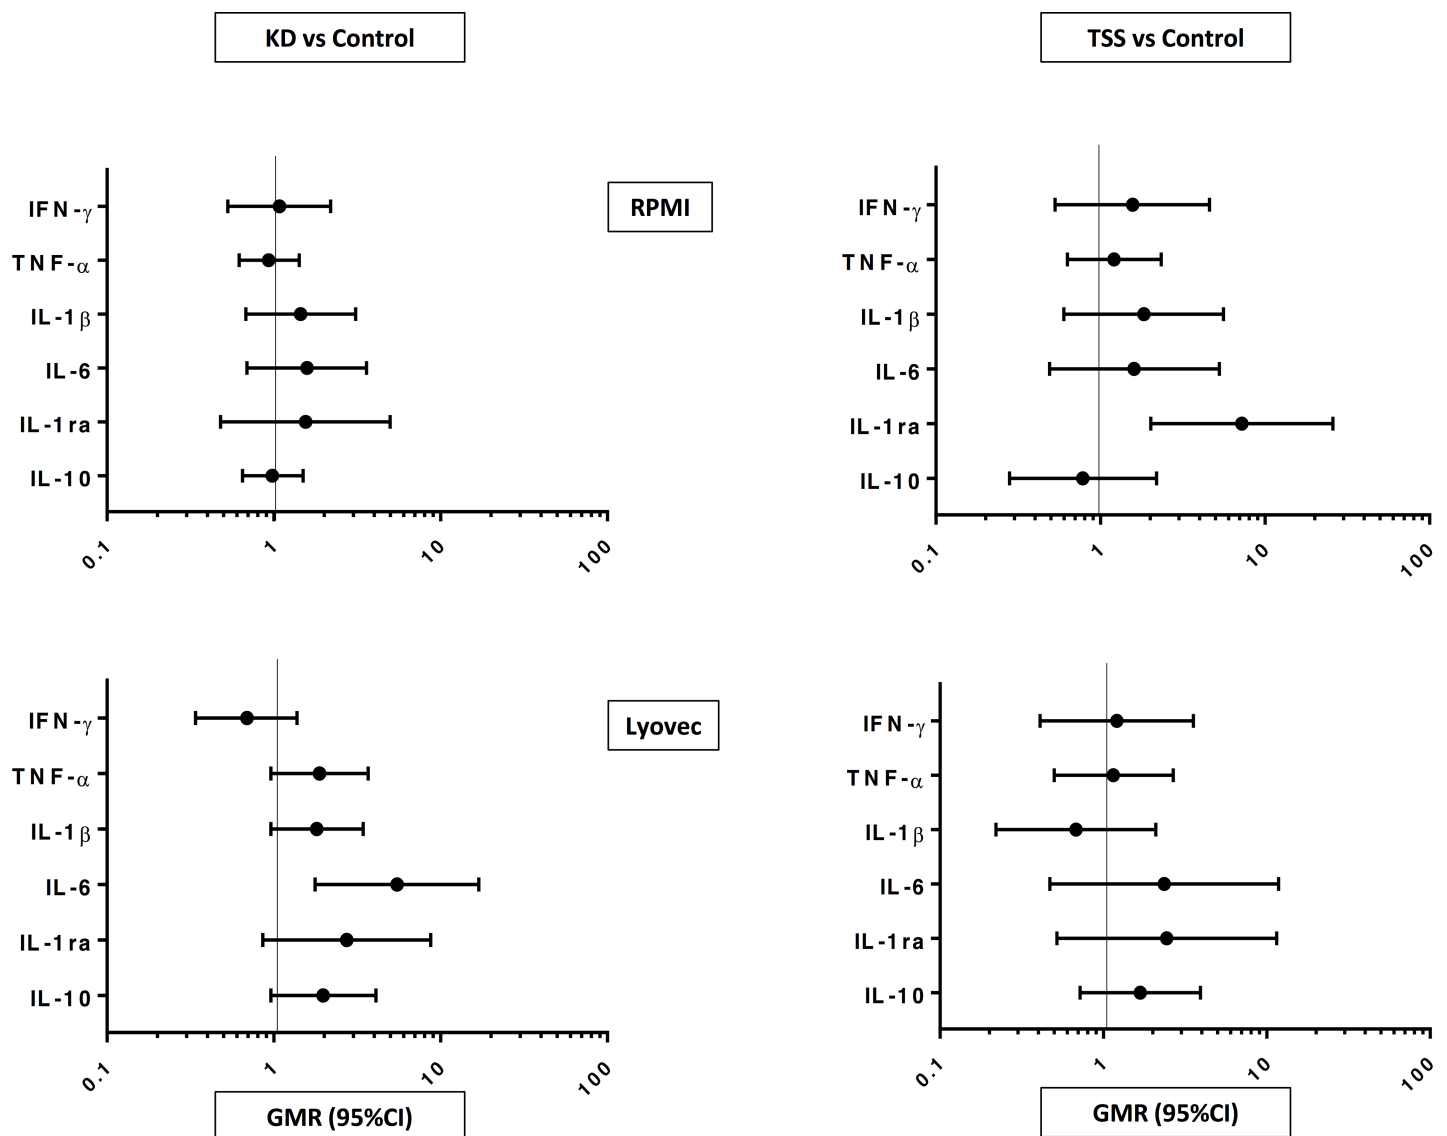 KD vs Control
TSS vs Control
RPMI
IFN-γ
TNF-α
IL-1β
IL-6
IL-1ra
IL-10
0.1 1 10 100
IFN-γ
TNF-α
IL-1β
IL-6
IL-1ra
IL-10
0.1 1 10 100
Lyovec
IFN-γ
TNF-α
IL-1β
IL-6
IL-1ra
IL-10
0.1 1 10 100
GMR (95%CI)
IFN-γ
TNF-α
IL-1β
IL-6
IL-1ra
IL-10
0.1 1 10 100
GMR (95%CI)